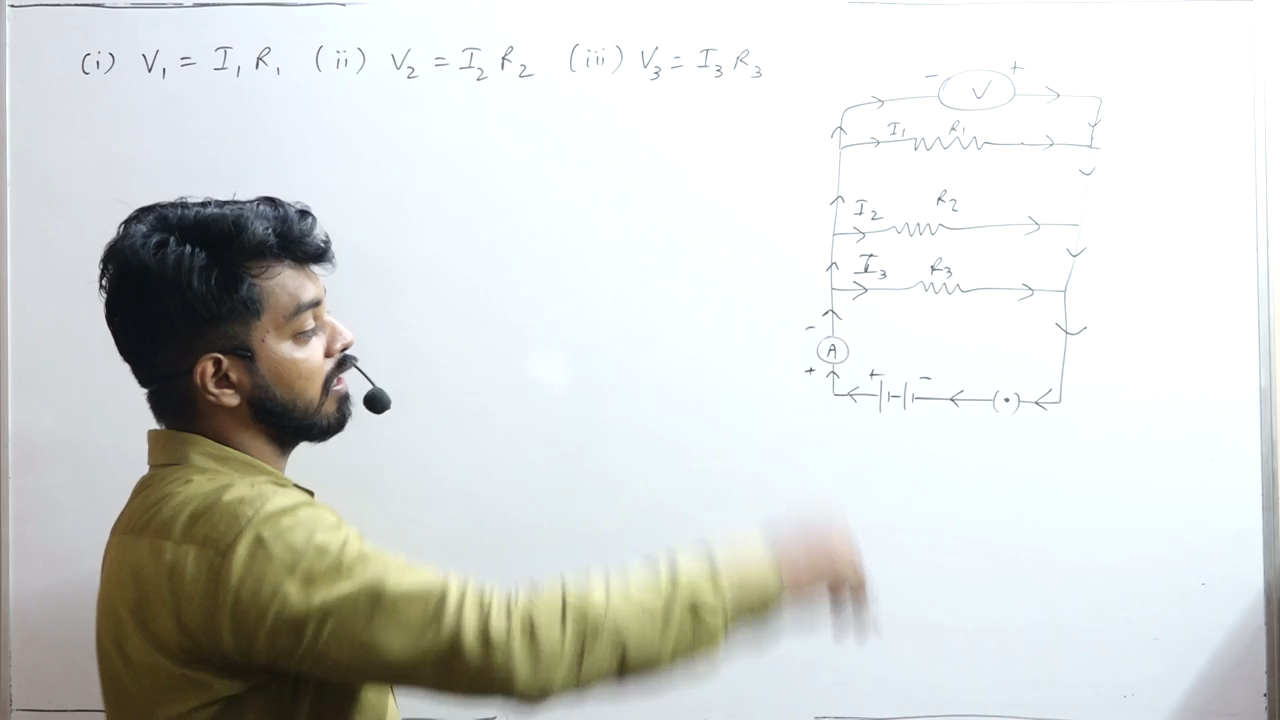 (i) V₁ = I₁ R₁ (ii) V₂ = I₂ R₂ (iii) V₃ = I₃ R₃
- +
V
I₁ R₁
I₂ R₂
I₃ R₃
-
A
+
+ -